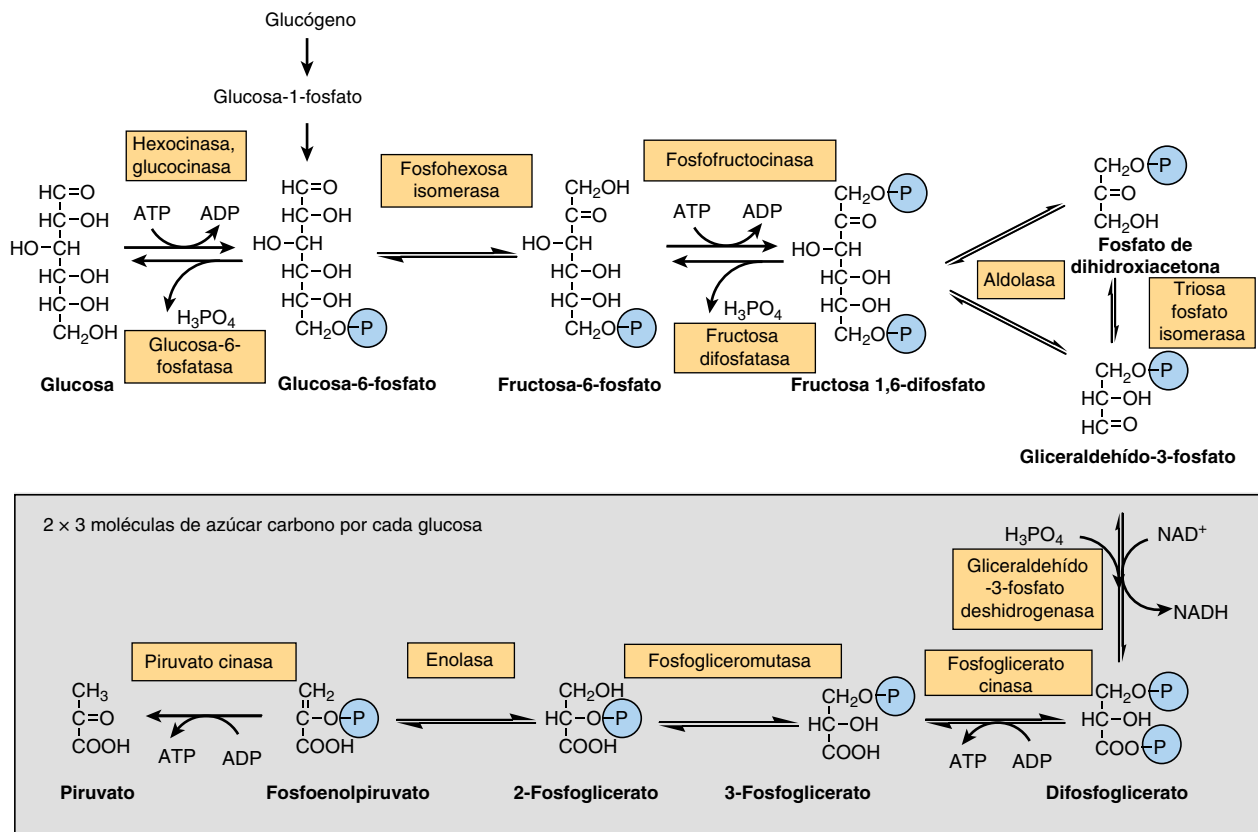 Glucógeno
Glucosa-1-fosfato
Hexocinasa,
glucocinasa
Fosfohexosa
isomerasa
Fosfofructocinasa
HC=O
HC–OH
HO–CH
HC–OH
HC–OH
CH₂OH
Glucosa
ATP
ADP
H₃PO₄
Glucosa-6-
fosfatasa
HC=O
HC–OH
HO–CH
HC–OH
HC–OH
CH₂O–P
Glucosa-6-fosfato
CH₂OH
C=O
HO–CH
HC–OH
HC–OH
CH₂O–P
Fructosa-6-fosfato
ATP
ADP
H₃PO₄
Fructosa
difosfatasa
CH₂O–P
C=O
HO–CH
HC–OH
HC–OH
CH₂O–P
Fructosa 1,6-difosfato
Aldolasa
CH₂O–P
C=O
CH₂OH
Fosfato de
dihidroxiacetona
Triosa
fosfato
isomerasa
CH₂O–P
HC–OH
HC=O
Gliceraldehído-3-fosfato
2 × 3 moléculas de azúcar carbono por cada glucosa
H₃PO₄
NAD⁺
Gliceraldehído
-3-fosfato
deshidrogenasa
NADH
Piruvato cinasa
Enolasa
Fosfogliceromutasa
Fosfoglicerato
cinasa
CH₃
C=O
COOH
Piruvato
ATP
ADP
CH₂
C–O–P
COOH
Fosfoenolpiruvato
CH₂OH
HC–O–P
COOH
2-Fosfoglicerato
CH₂O–P
HC–OH
COOH
3-Fosfoglicerato
ATP
ADP
CH₂O–P
HC–OH
COO–P
Difosfoglicerato